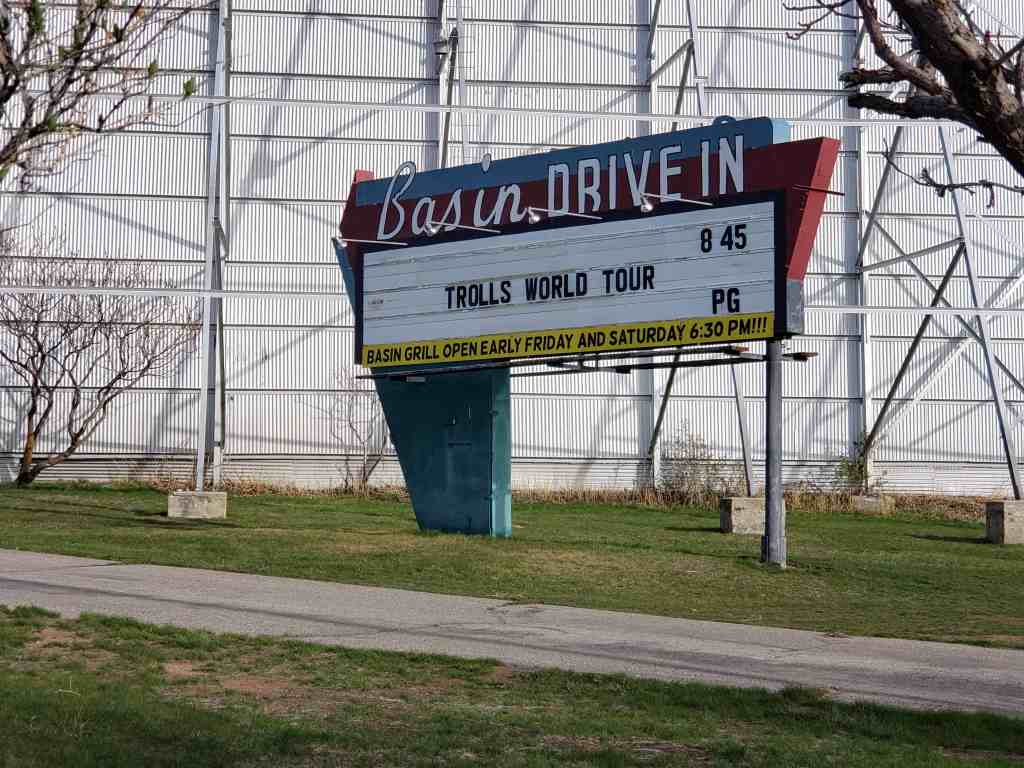 Basin DRIVE IN
8 45
TROLLS WORLD TOUR
PG
BASIN GRILL OPEN EARLY FRIDAY AND SATURDAY 6:30 PM!!!